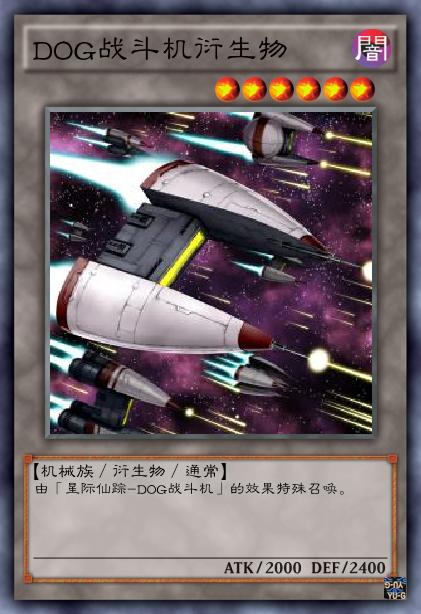 DOG战斗机衍生物
闇
【机械族 / 衍生物 / 通常】
由「星际仙踪-DOG战斗机」的效果特殊召唤。
ATK/2000 DEF/2400